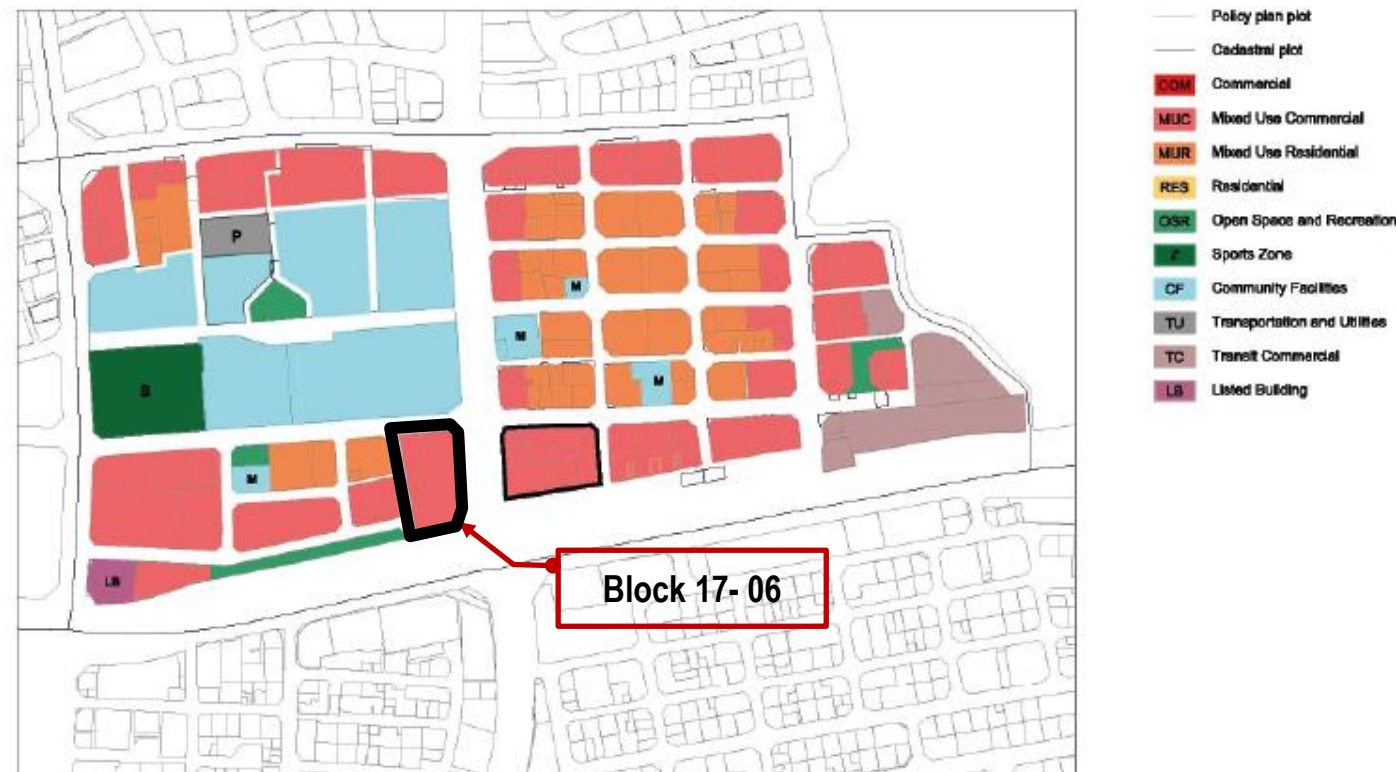 Policy plan plot
Cadastral plot
COM Commercial
MUC Mixed Use Commercial
MUR Mixed Use Residential
RES Residential
OSR Open Space and Recreation
Sports Zone
CF Community Facilities
TU Transportation and Utilities
TC Transit Commercial
LB Listed Building
P
M
M
S
M
M
LB
Block 17- 06